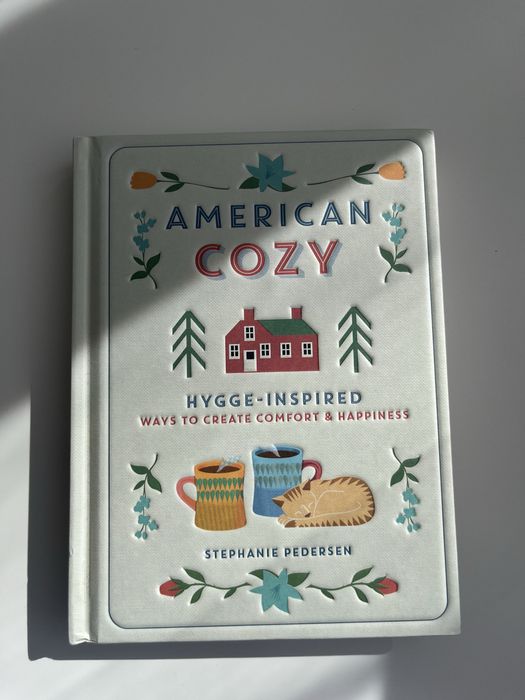 AMERICAN
COZY
HYGGE-INSPIRED
WAYS TO CREATE COMFORT & HAPPINESS
STEPHANIE PEDERSEN